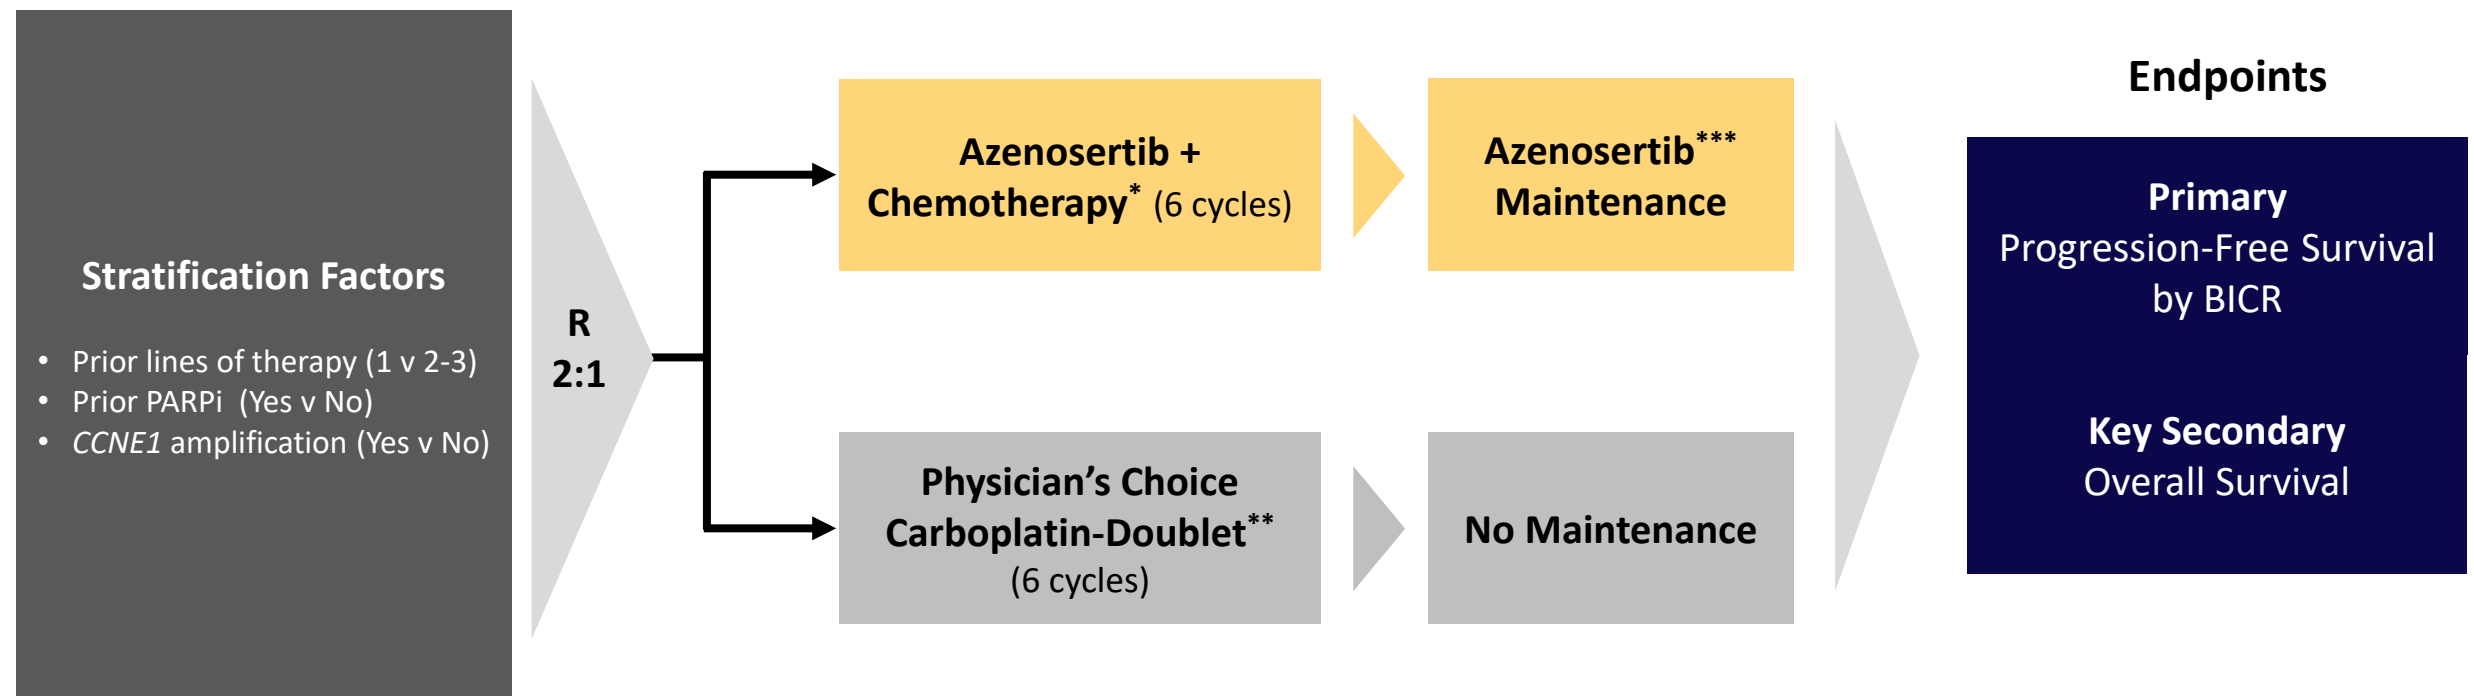 Stratification Factors
• Prior lines of therapy (1 v 2-3)
• Prior PARPi  (Yes v No)
• CCNE1 amplification (Yes v No)
R
2:1
Azenosertib +
Chemotherapy* (6 cycles)
Azenosertib***
Maintenance
Physician’s Choice
Carboplatin-Doublet**
(6 cycles)
No Maintenance
Endpoints
Primary
Progression-Free Survival
by BICR
Key Secondary
Overall Survival